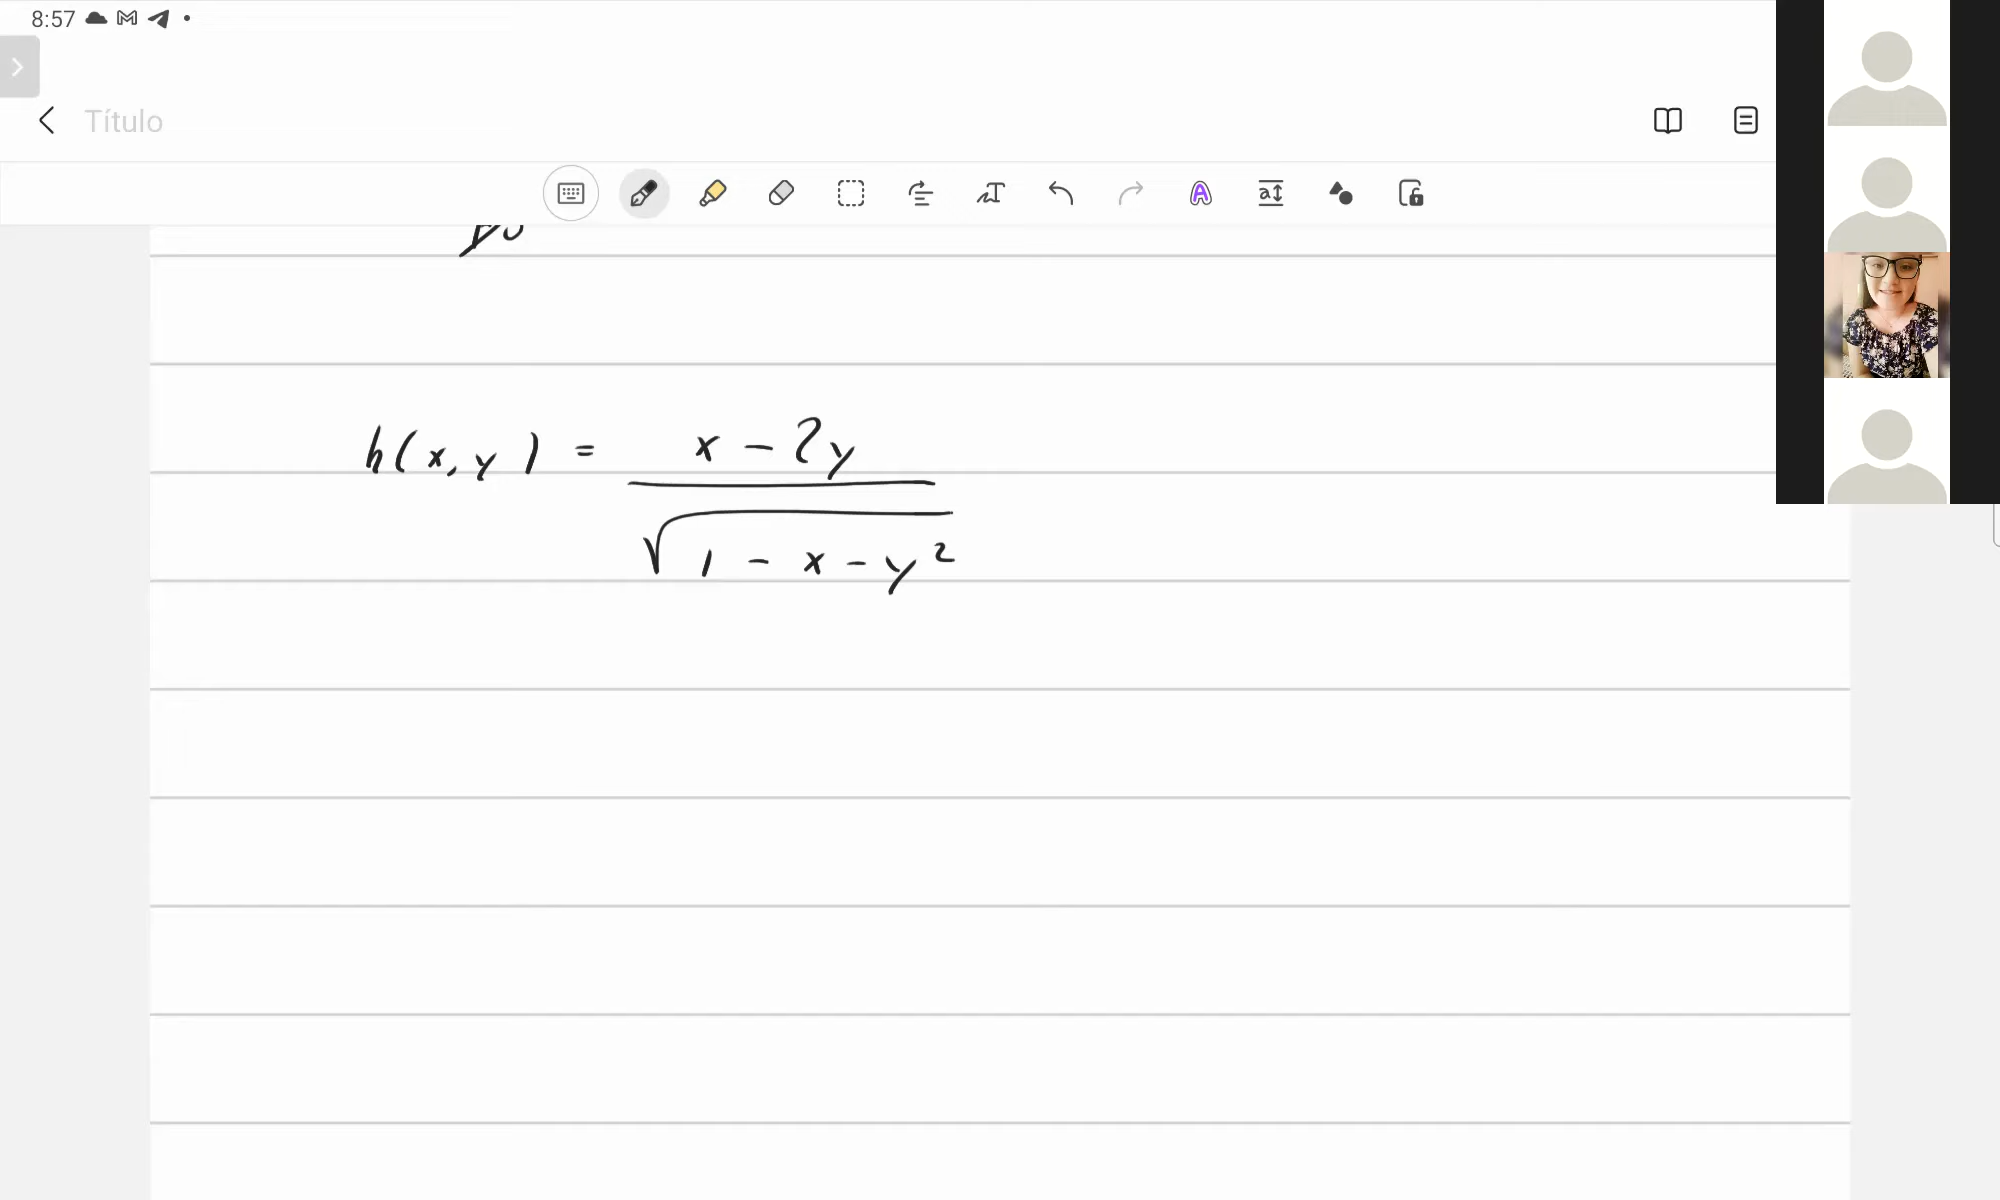 8:57
Título
h(x, y) = x - 2y
√1 - x - y²